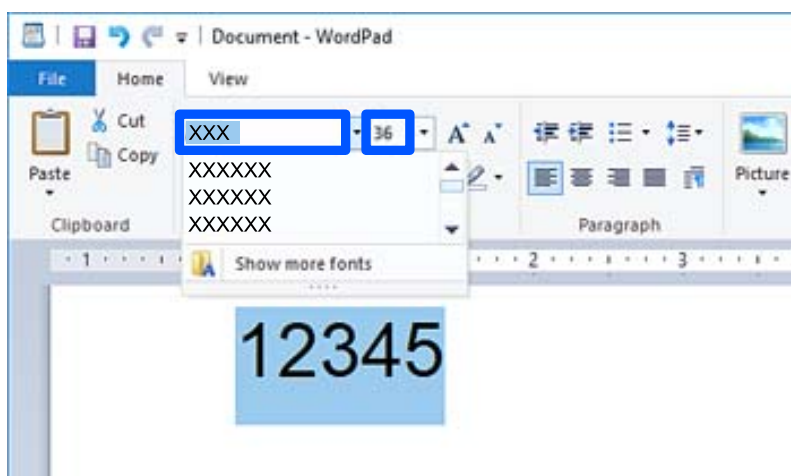 Document - WordPad
File Home View
Cut
XXX 36 A A
Copy
Paste
XXXXXX
XXXXXX
Picture
Clipboard XXXXXX Paragraph
1 Show more fonts 2 3
12345